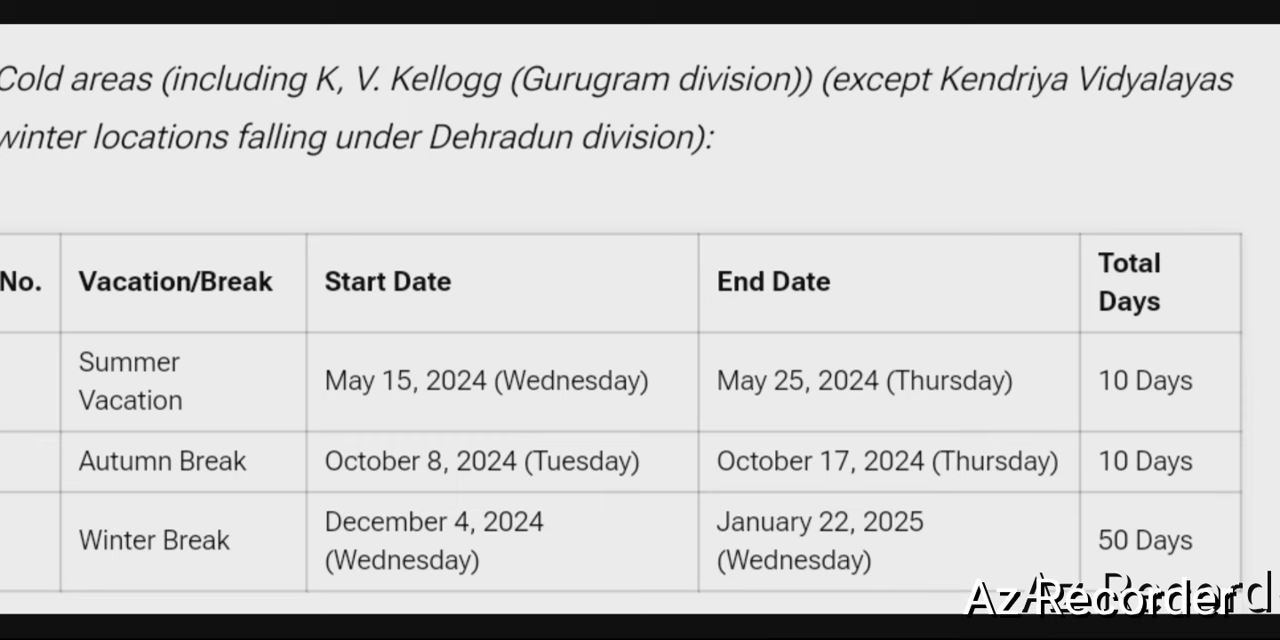 Cold areas (including K, V. Kellogg (Gurugram division)) (except Kendriya Vidyalayas
winter locations falling under Dehradun division):
No. Vacation/Break Start Date End Date Total Days
Summer Vacation May 15, 2024 (Wednesday) May 25, 2024 (Thursday) 10 Days
Autumn Break October 8, 2024 (Tuesday) October 17, 2024 (Thursday) 10 Days
Winter Break December 4, 2024 (Wednesday) January 22, 2025 (Wednesday) 50 Days
Az Recorder
Az Record